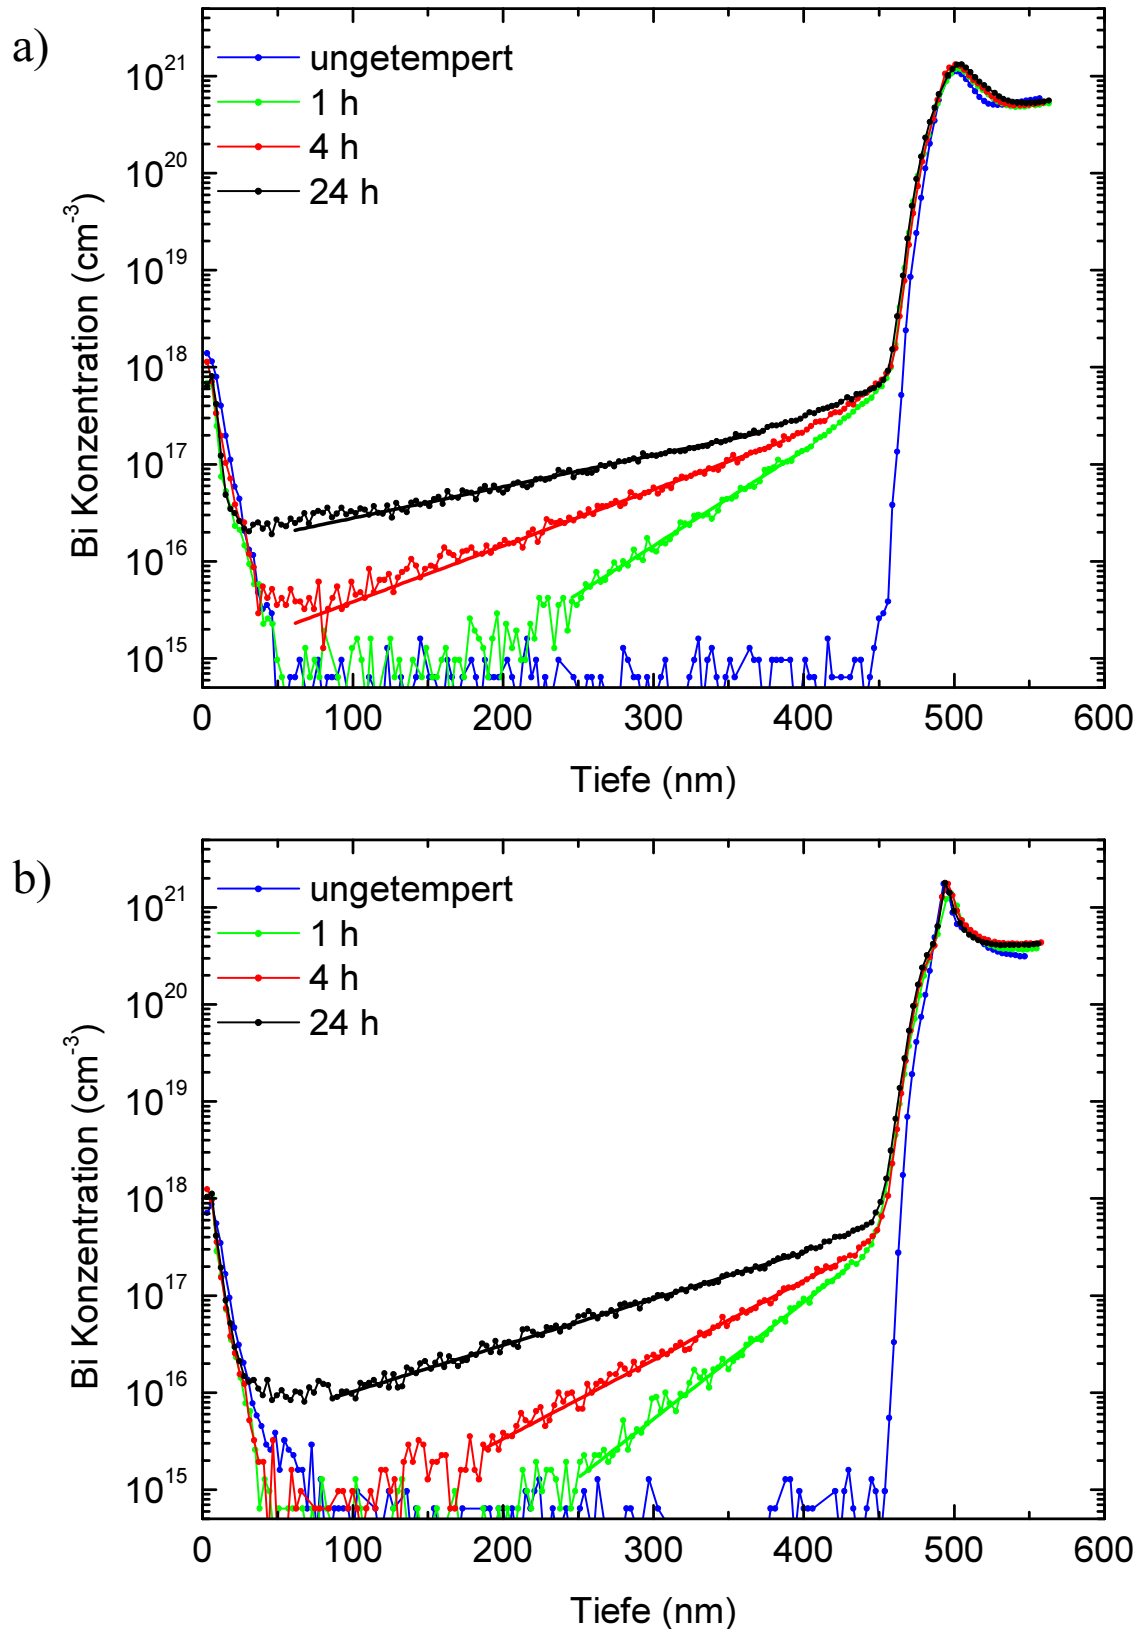 a)
ungetempert
1 h
4 h
24 h
10^21
10^20
10^19
10^18
10^17
10^16
10^15
Bi Konzentration (cm^-3)
0 100 200 300 400 500 600
Tiefe (nm)
b)
ungetempert
1 h
4 h
24 h
10^21
10^20
10^19
10^18
10^17
10^16
10^15
Bi Konzentration (cm^-3)
0 100 200 300 400 500 600
Tiefe (nm)